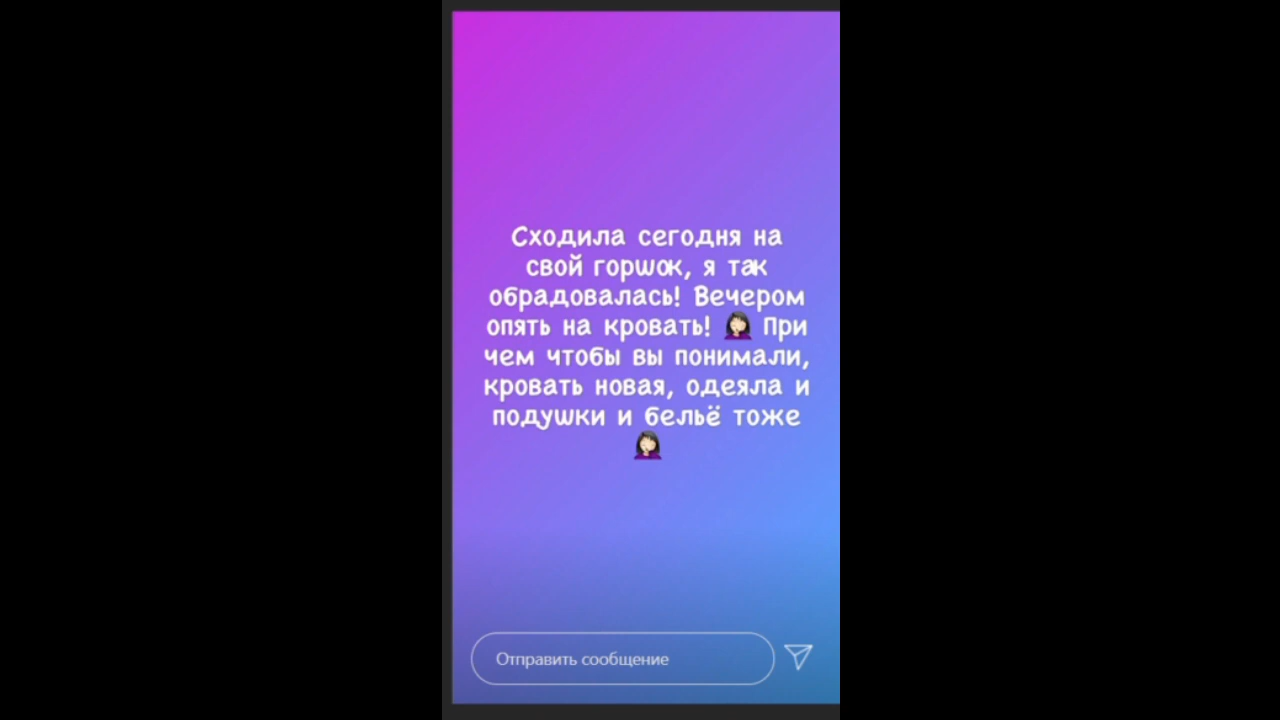 Сходила сегодня на
свой горшок, я так
обрадовалась! Вечером
опять на кровать! 🤦🏻‍♀️ При
чем чтобы вы понимали,
кровать новая, одеяла и
подушки и бельё тоже
🤦🏻‍♀️
Отправить сообщение